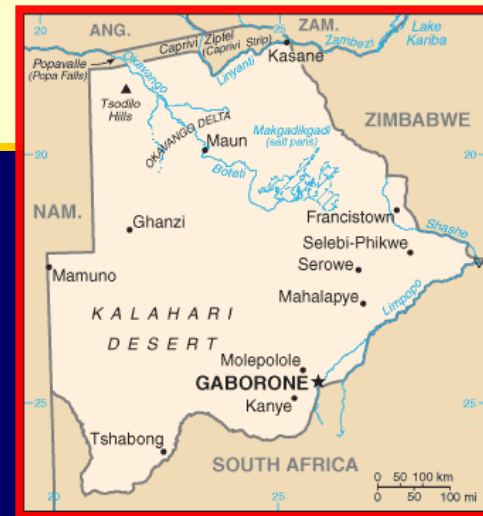 ANG.
ZAM.
Lake
Kariba
Caprivi Zipfel
(Caprivi Strip)
Zambezi
Popavalle
(Popa Falls)
Okavango
Linyanti
Kasane
Tsodilo
Hills
OKAVANGO DELTA
Makgadikgadi
(salt pans)
ZIMBABWE
20
Maun
20
Boteti
NAM.
Ghanzi
Francistown
Shashe
Selebi-Phikwe
Serowe
Mamuno
Mahalapye
Limpopo
KALAHARI
DESERT
Molepolole
GABORONE
25
Kanye
25
Tshabong
SOUTH AFRICA
0 50 100 km
0 50 100 mi
20
25